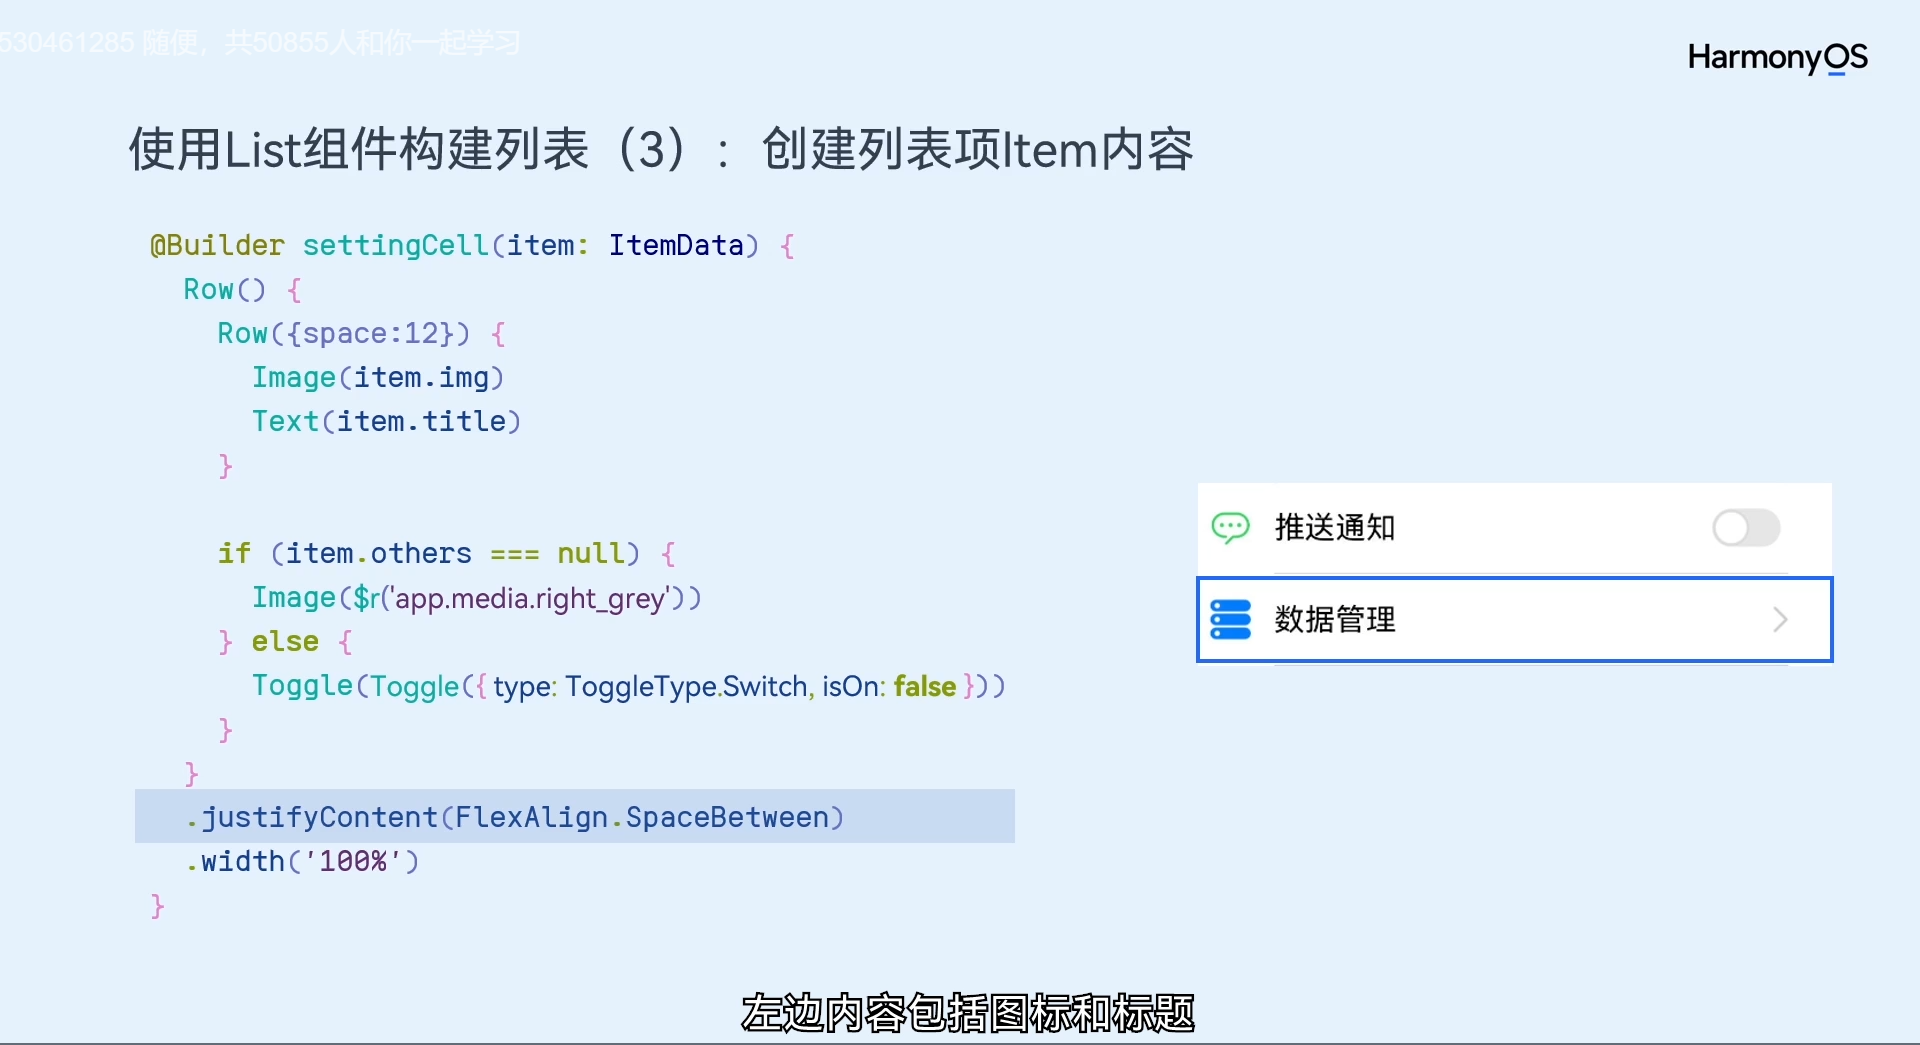 530461285 随便，共50855人和你一起学习
HarmonyOS
使用List组件构建列表（3）：创建列表项Item内容
@Builder settingCell(item: ItemData) {
Row() {
Row({space:12}) {
Image(item.img)
Text(item.title)
}
if (item.others === null) {
Image($r('app.media.right_grey'))
} else {
Toggle(Toggle({ type: ToggleType.Switch, isOn: false }))
}
}
.justifyContent(FlexAlign.SpaceBetween)
.width('100%')
}
推送通知
数据管理
左边内容包括图标和标题